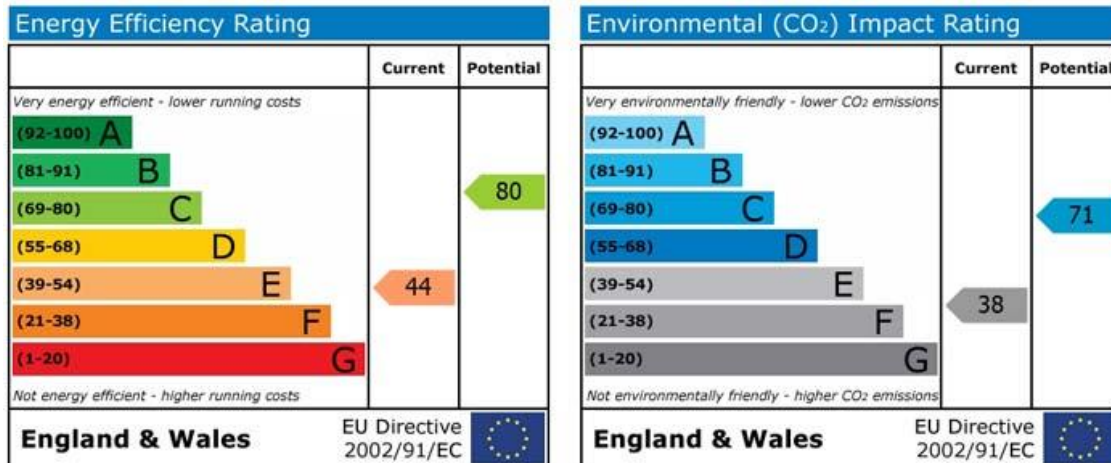 Energy Efficiency Rating
Current Potential
Very energy efficient - lower running costs
(92-100) A
(81-91) B
80
(69-80) C
(55-68) D
(39-54) E
44
(21-38) F
(1-20) G
Not energy efficient - higher running costs
England & Wales
EU Directive
2002/91/EC
Environmental (CO₂) Impact Rating
Current Potential
Very environmentally friendly - lower CO₂ emissions
(92-100) A
(81-91) B
(69-80) C
71
(55-68) D
(39-54) E
38
(21-38) F
(1-20) G
Not environmentally friendly - higher CO₂ emissions
England & Wales
EU Directive
2002/91/EC